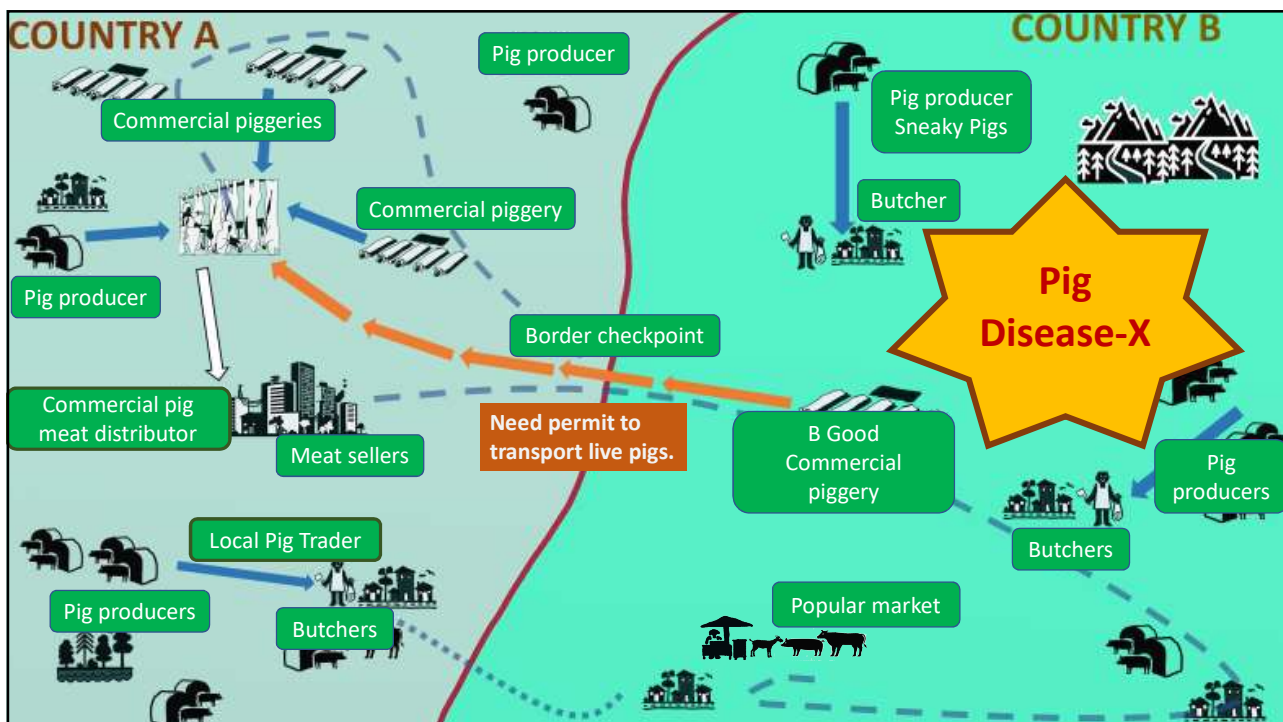 COUNTRY A
COUNTRY B
Pig producer
Pig producer
Sneaky Pigs
Commercial piggeries
Butcher
Commercial piggery
Pig
Disease-X
Pig producer
Border checkpoint
Commercial pig
meat distributor
Need permit to
transport live pigs.
Meat sellers
B Good
Commercial
piggery
Pig
producers
Butchers
Local Pig Trader
Pig producers
Butchers
Popular market